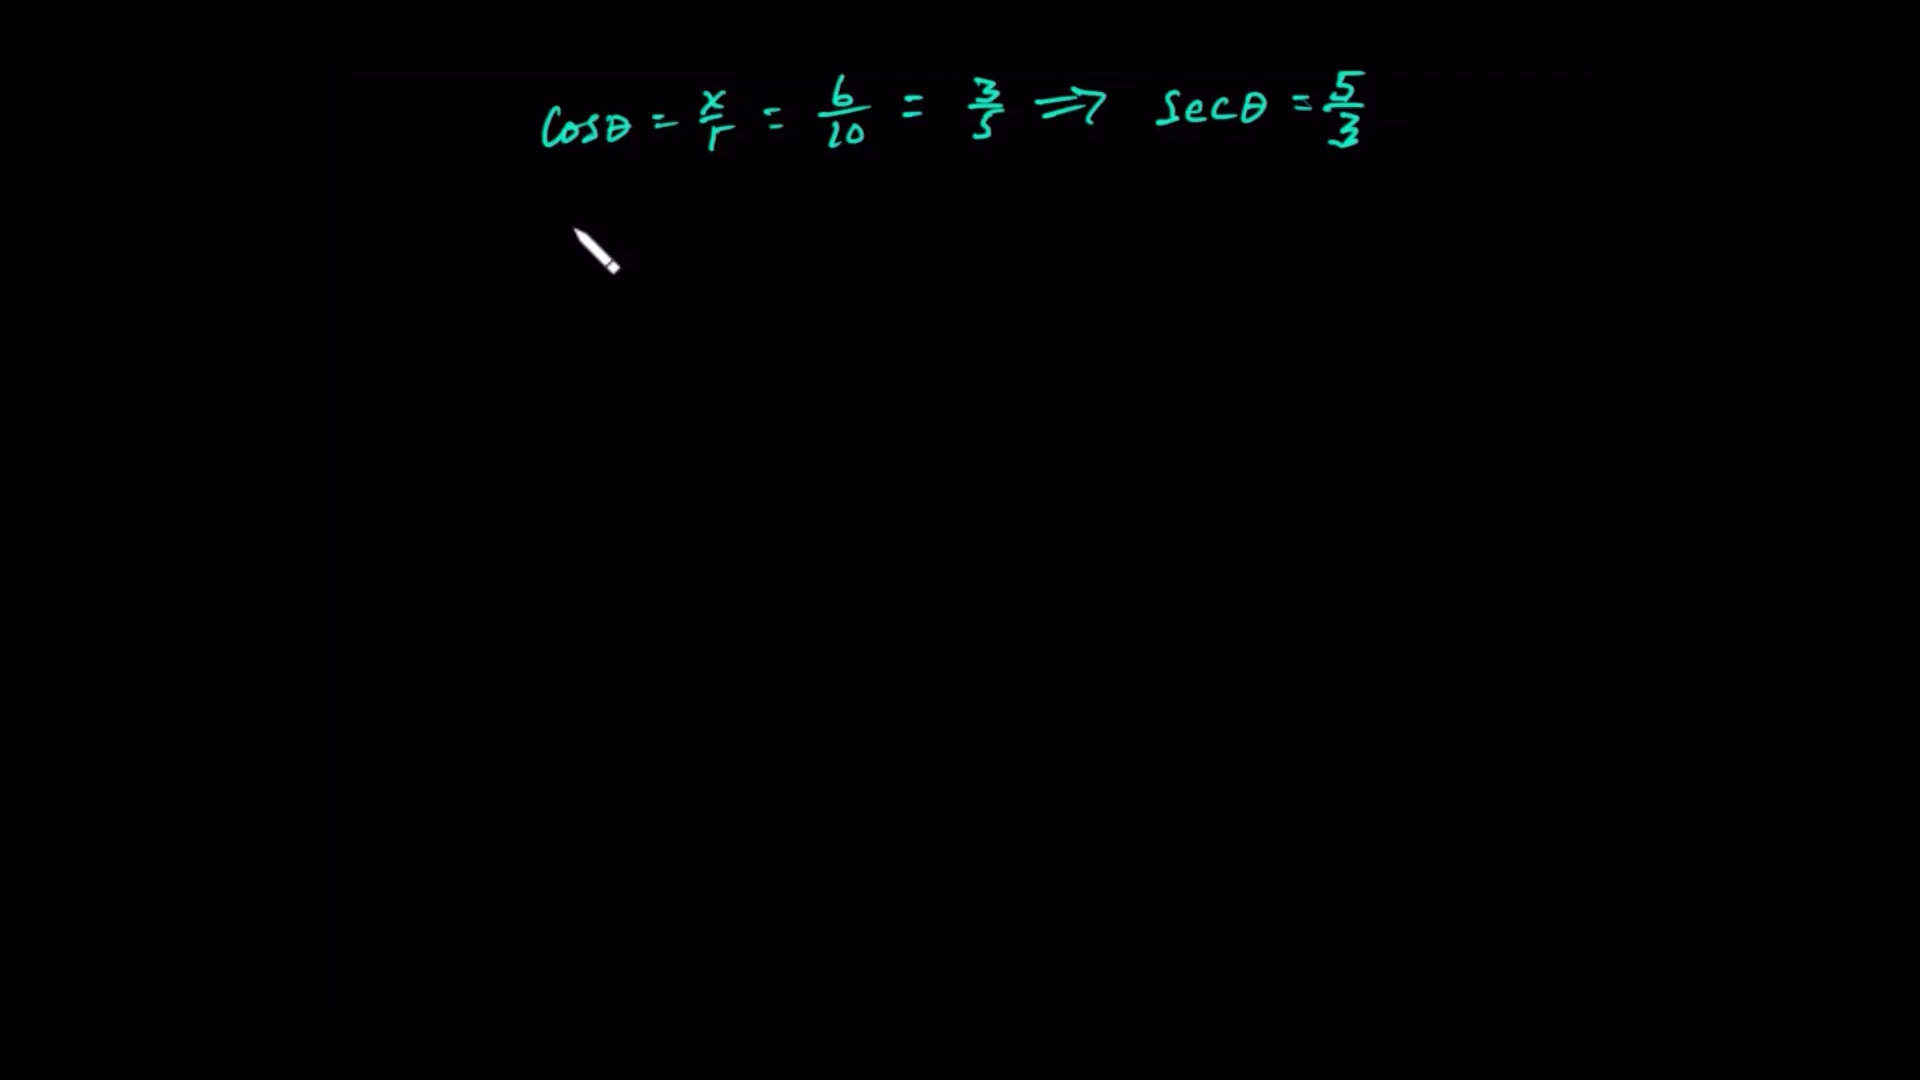 cosθ = x/r = 6/10 = 3/5 ⇒ secθ = 5/3